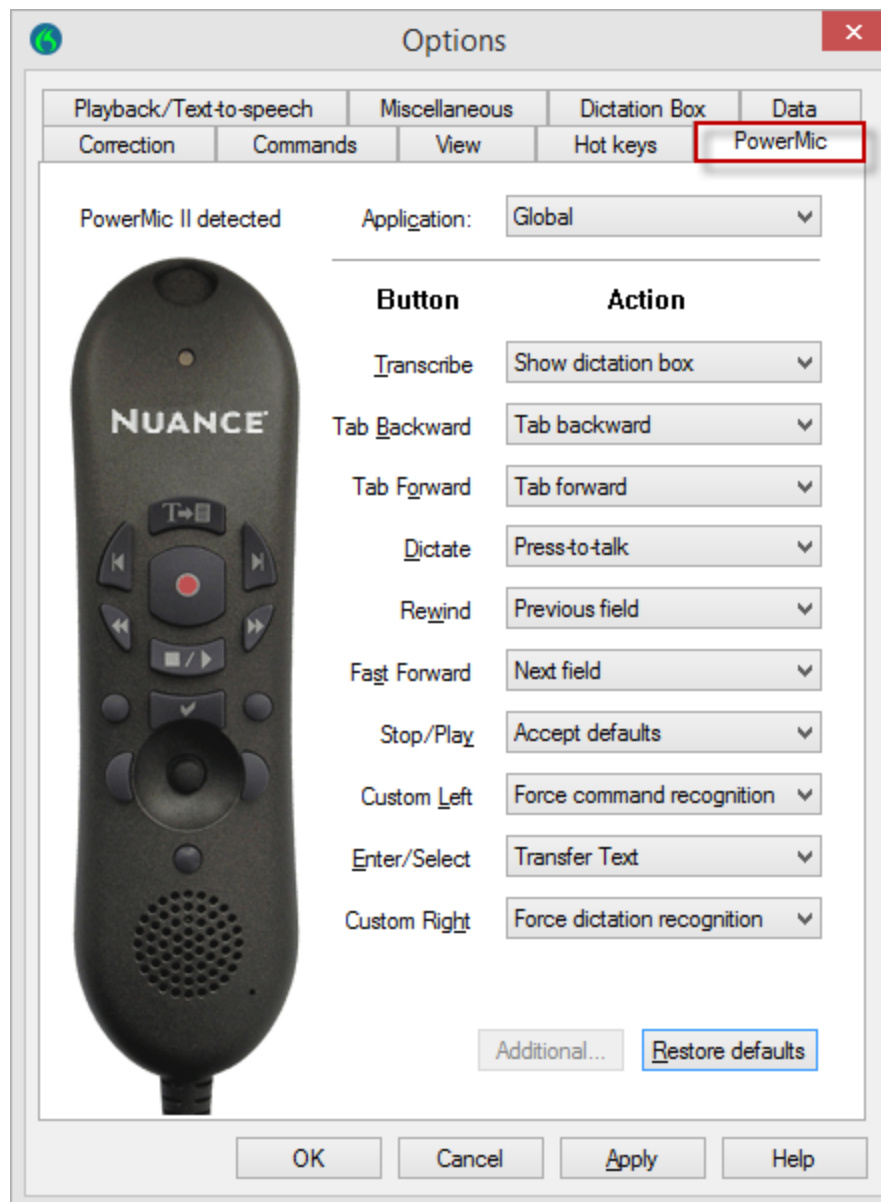 Options
Playback/Text-to-speech Miscellaneous Dictation Box Data
Correction Commands View Hot keys PowerMic
PowerMic II detected Application: Global
Button Action
Transcribe Show dictation box
NUANCE
Tab Backward Tab backward
Tab Forward Tab forward
Dictate Press-to-talk
Rewind Previous field
Fast Forward Next field
Stop/Play Accept defaults
Custom Left Force command recognition
Enter/Select Transfer Text
Custom Right Force dictation recognition
Additional... Restore defaults
OK Cancel Apply Help